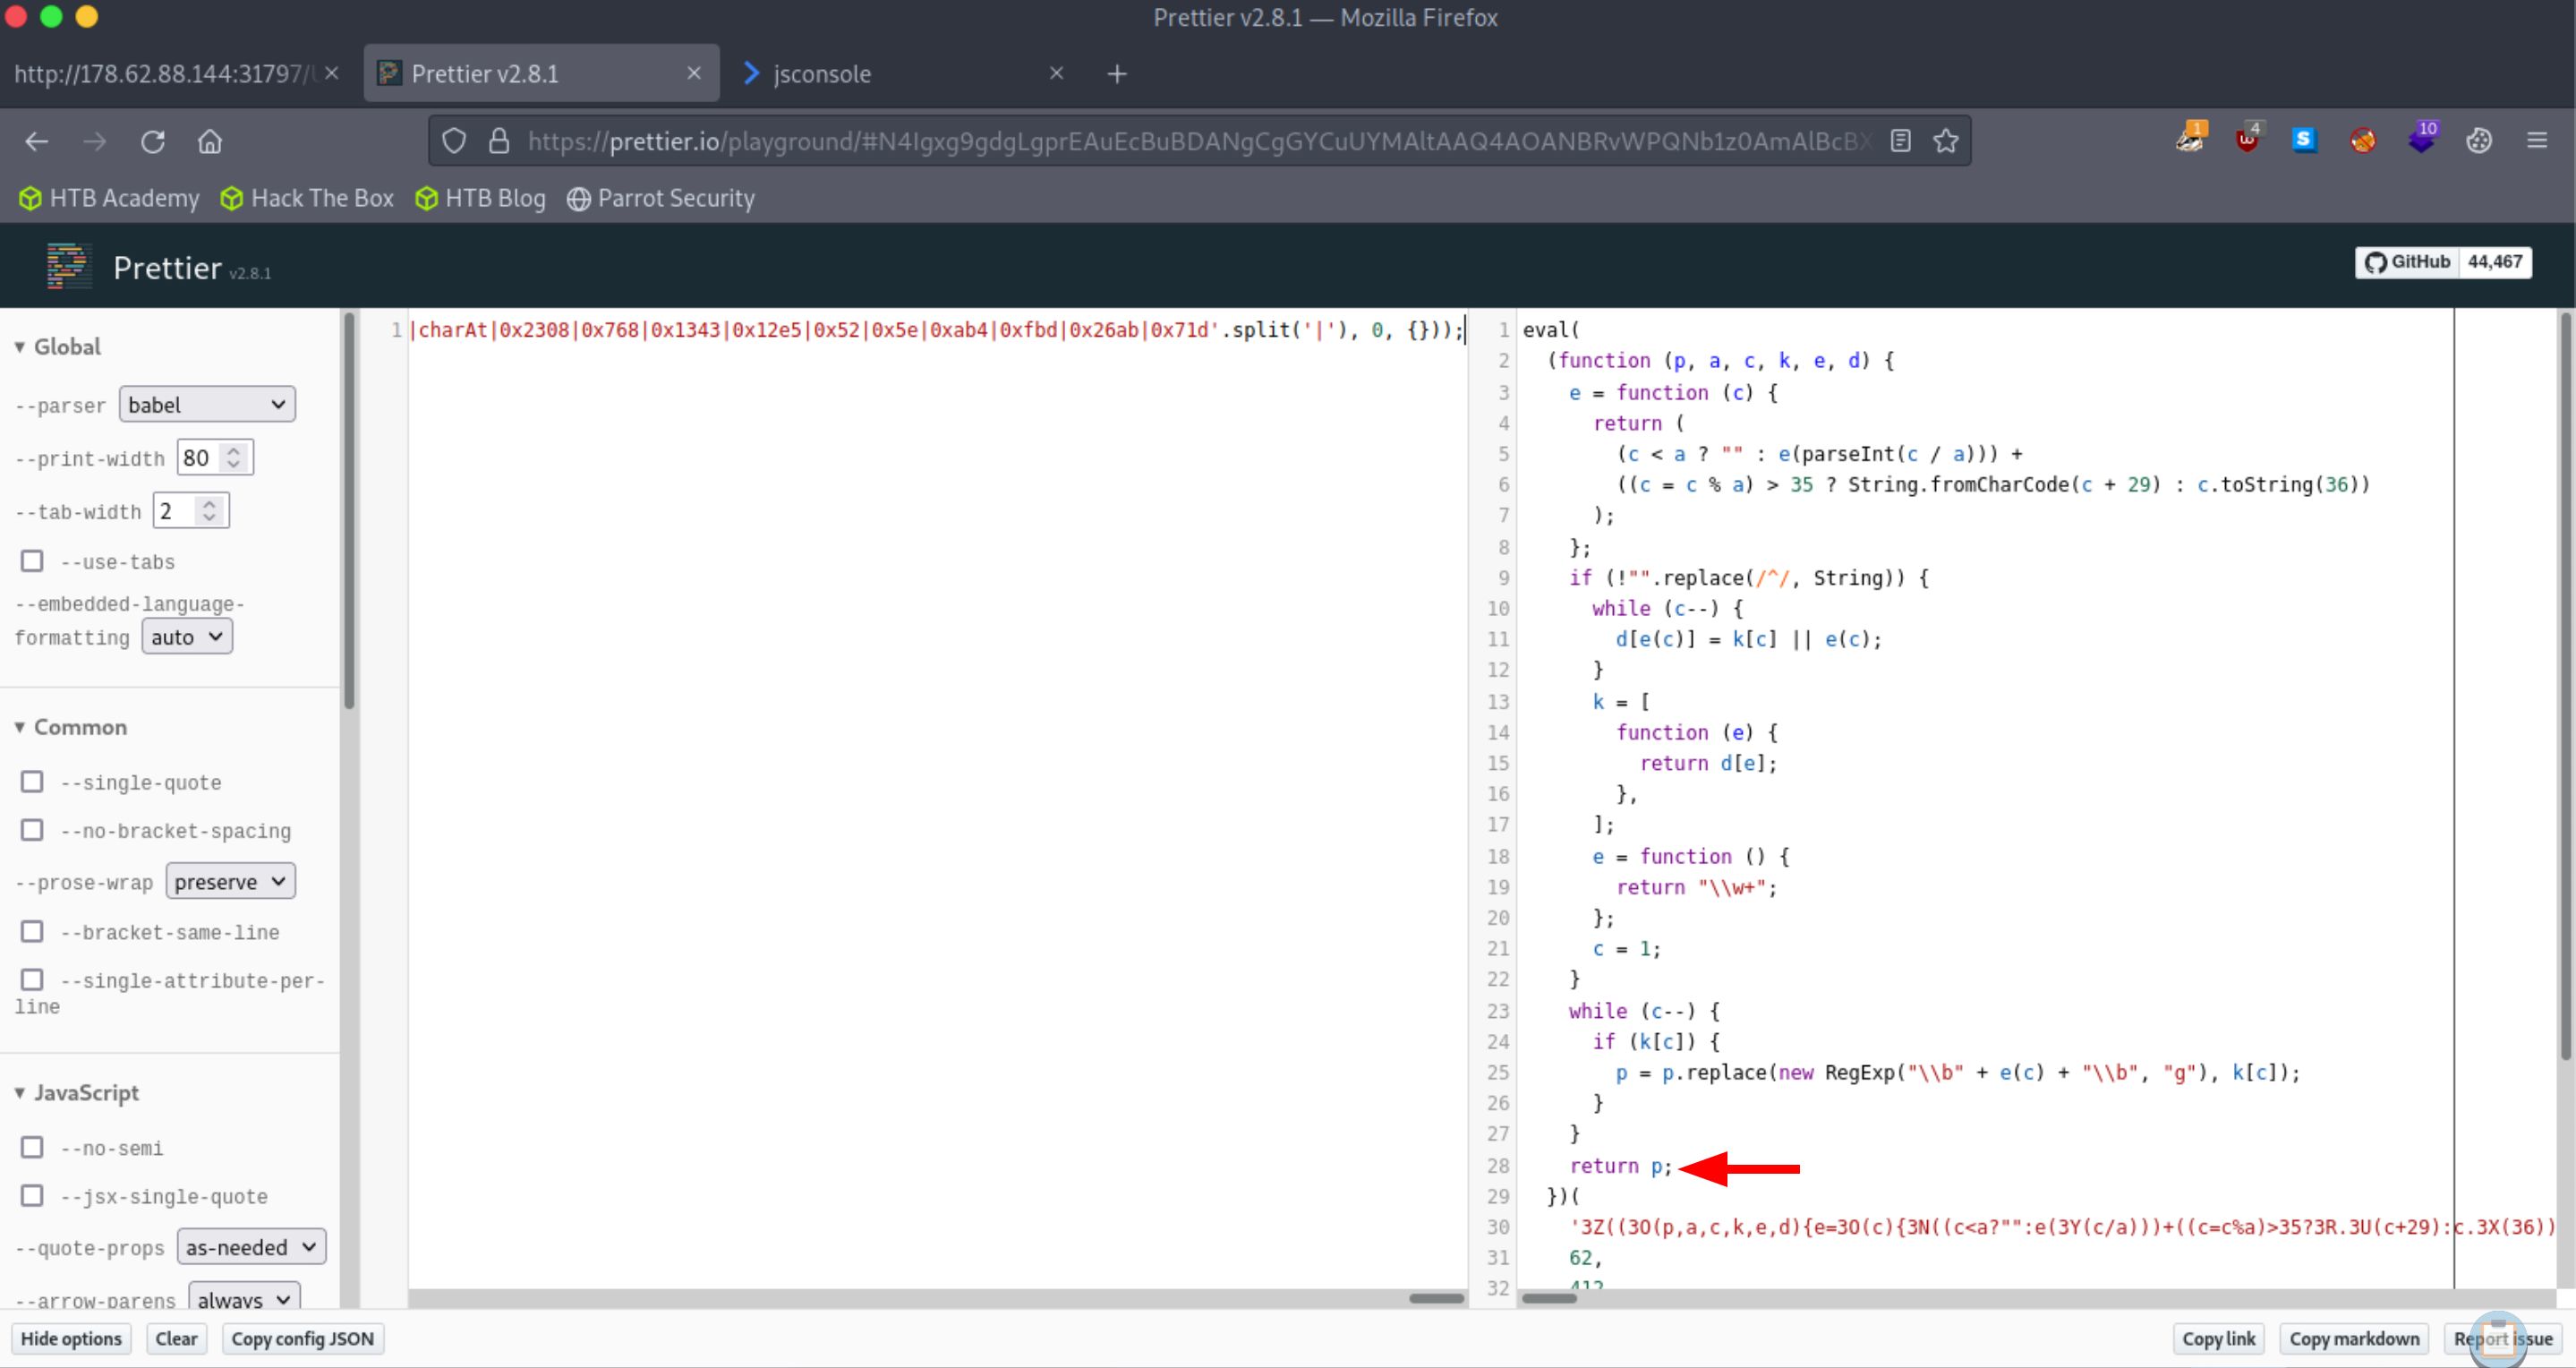 Prettier v2.8.1 — Mozilla Firefox
http://178.62.88.144:31797/
Prettier v2.8.1
jsconsole
https://prettier.io/playground/#N4Igxg9gdgLgprEAuEcBuBDANgCgGYCuUYMAltAAQ4AOANBRvWPQNb1z0AmAlBcBX
1
4
S
10
HTB Academy
Hack The Box
HTB Blog
Parrot Security
Prettier v2.8.1
GitHub 44,467
Global
--parser babel
--print-width 80
--tab-width 2
--use-tabs
--embedded-language-
formatting auto
Common
--single-quote
--no-bracket-spacing
--prose-wrap preserve
--bracket-same-line
--single-attribute-per-
line
JavaScript
--no-semi
--jsx-single-quote
--quote-props as-needed
--arrow-parens always
1 |charAt|0x2308|0x768|0x1343|0x12e5|0x52|0x5e|0xab4|0xfbd|0x26ab|0x71d'.split('|'), 0, {}));
1 eval(
2 (function (p, a, c, k, e, d) {
3 e = function (c) {
4 return (
5 (c < a ? "" : e(parseInt(c / a))) +
6 ((c = c % a) > 35 ? String.fromCharCode(c + 29) : c.toString(36))
7 );
8 };
9 if (!"".replace(/^/, String)) {
10 while (c--) {
11 d[e(c)] = k[c] || e(c);
12 }
13 k = [
14 function (e) {
15 return d[e];
16 },
17 ];
18 e = function () {
19 return "\\w+";
20 };
21 c = 1;
22 }
23 while (c--) {
24 if (k[c]) {
25 p = p.replace(new RegExp("\\b" + e(c) + "\\b", "g"), k[c]);
26 }
27 }
28 return p;
29 })(
30 '3Z((3O(p,a,c,k,e,d){e=3O(c){3N((c<a?"":e(3Y(c/a)))+((c=c%a)>35?3R.3U(c+29):c.3X(36))
31 62,
32 412
Hide options
Clear
Copy config JSON
Copy link
Copy markdown
Report issue